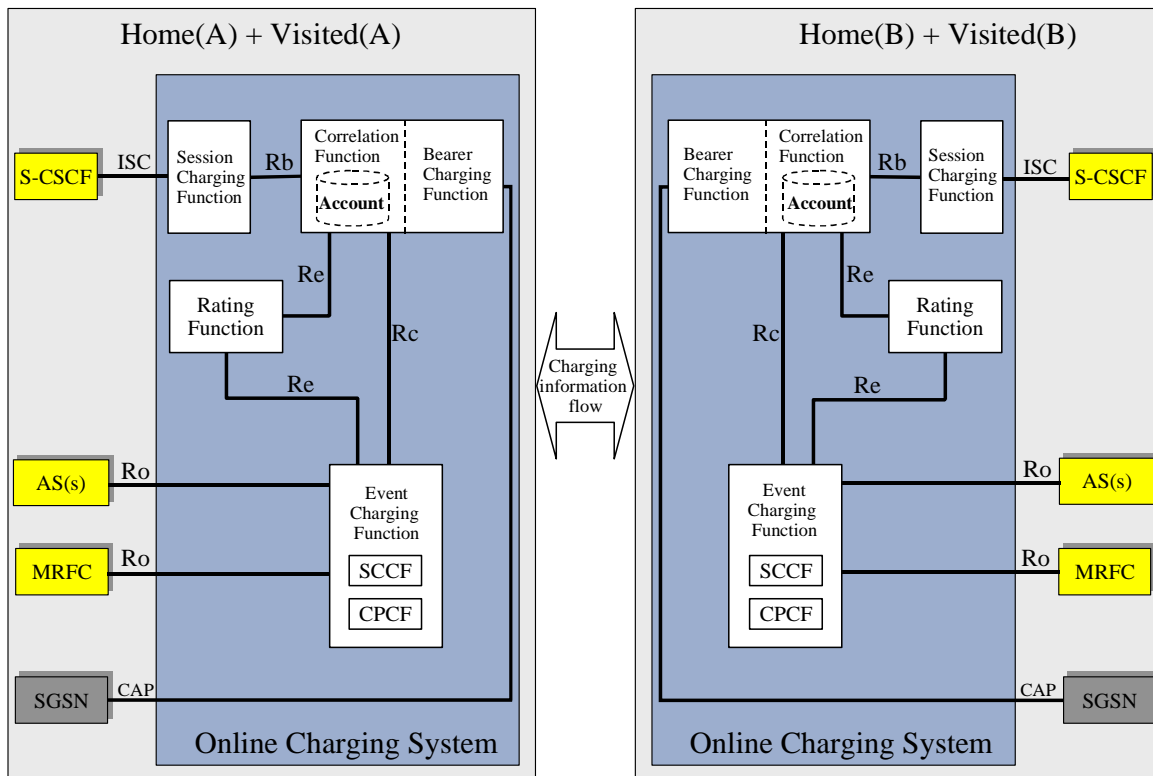 Home(A) + Visited(A)
S-CSCF
ISC
Session
Charging
Function
Rb
Correlation
Function
Account
Bearer
Charging
Function
Re
Rating
Function
Rc
Re
AS(s)
Ro
Event
Charging
Function
SCCF
CPCF
MRFC
Ro
SGSN
CAP
Online Charging System
Charging
information
flow
Home(B) + Visited(B)
Bearer
Charging
Function
Correlation
Function
Account
Rb
Session
Charging
Function
ISC
S-CSCF
Re
Rating
Function
Rc
Re
Event
Charging
Function
SCCF
CPCF
Ro
AS(s)
Ro
MRFC
CAP
SGSN
Online Charging System